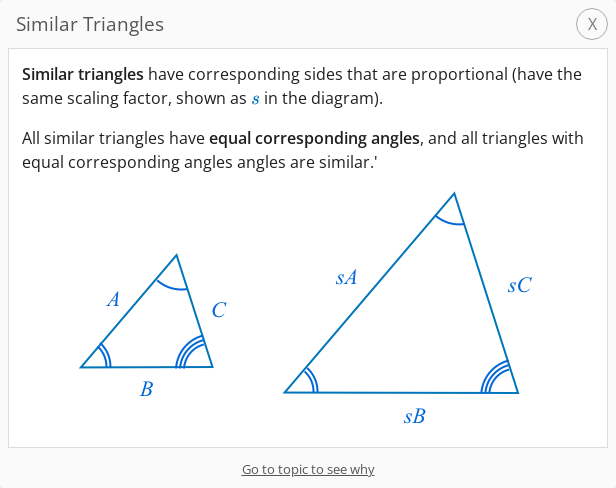 Similar Triangles
X
Similar triangles have corresponding sides that are proportional (have the
same scaling factor, shown as s in the diagram).
All similar triangles have equal corresponding angles, and all triangles with
equal corresponding angles angles are similar.'
A
C
B
sA
sC
sB
Go to topic to see why